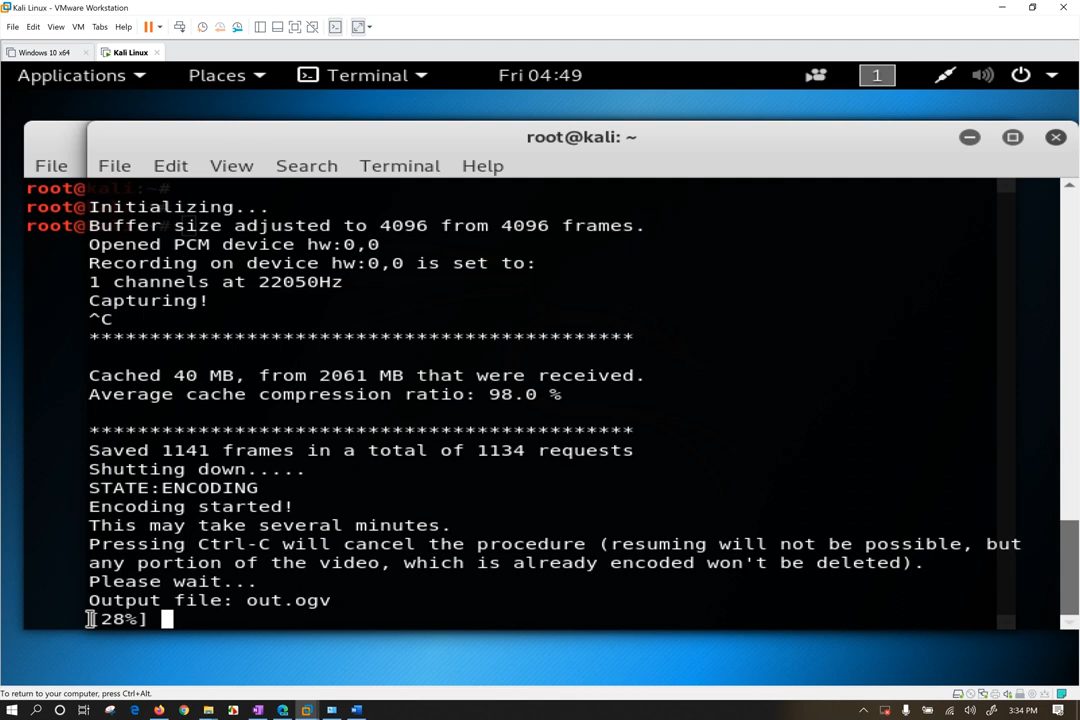 Kali Linux - VMware Workstation
File Edit View VM Tabs Help
Windows 10 x64 Kali Linux
Applications Places Terminal Fri 04:49 1
root@kali: ~
File File Edit View Search Terminal Help
root@kali:~#
root@Initializing...
root@Buffer size adjusted to 4096 from 4096 frames.
Opened PCM device hw:0,0
Recording on device hw:0,0 is set to:
1 channels at 22050Hz
Capturing!
^C
*********************************************
Cached 40 MB, from 2061 MB that were received.
Average cache compression ratio: 98.0 %
*********************************************
Saved 1141 frames in a total of 1134 requests
Shutting down.....
STATE:ENCODING
Encoding started!
This may take several minutes.
Pressing Ctrl-C will cancel the procedure (resuming will not be possible, but
any portion of the video, which is already encoded won't be deleted).
Please wait...
Output file: out.ogv
[28%]
To return to your computer, press Ctrl+Alt.
3:34 PM